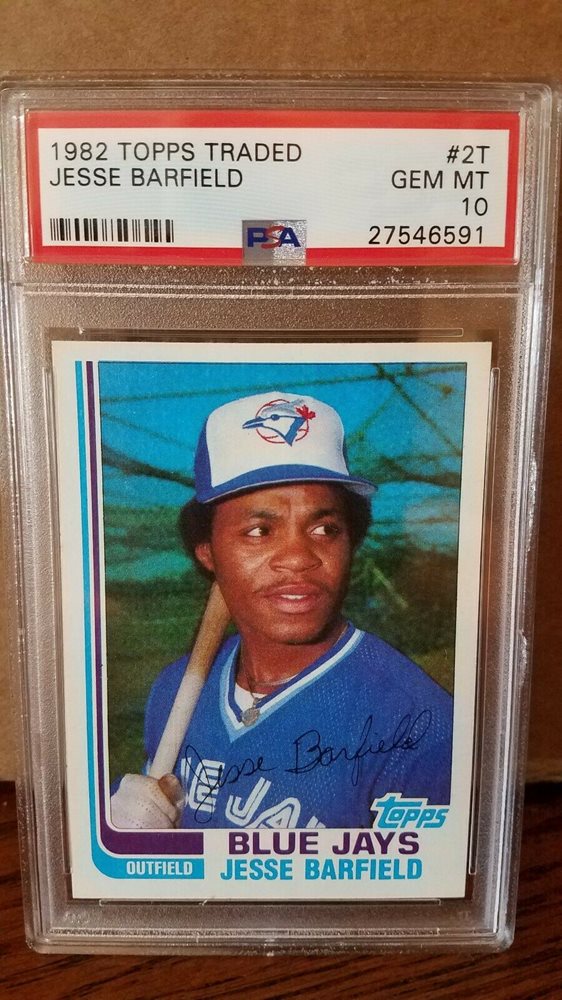 1982 TOPPS TRADED #2T
JESSE BARFIELD GEM MT
10
PSA 27546591
Jesse Barfield
E JA
TOPPS
BLUE JAYS
OUTFIELD JESSE BARFIELD